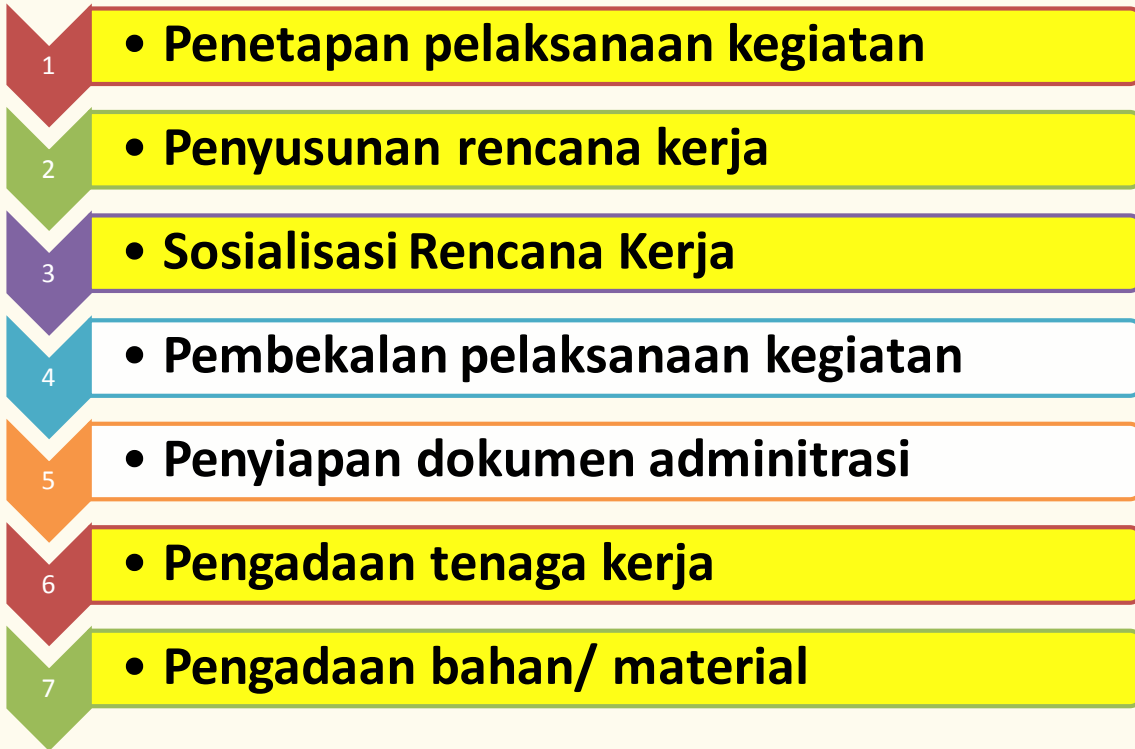 1 • Penetapan pelaksanaan kegiatan
2 • Penyusunan rencana kerja
3 • Sosialisasi Rencana Kerja
4 • Pembekalan pelaksanaan kegiatan
5 • Penyiapan dokumen adminitrasi
6 • Pengadaan tenaga kerja
7 • Pengadaan bahan/ material